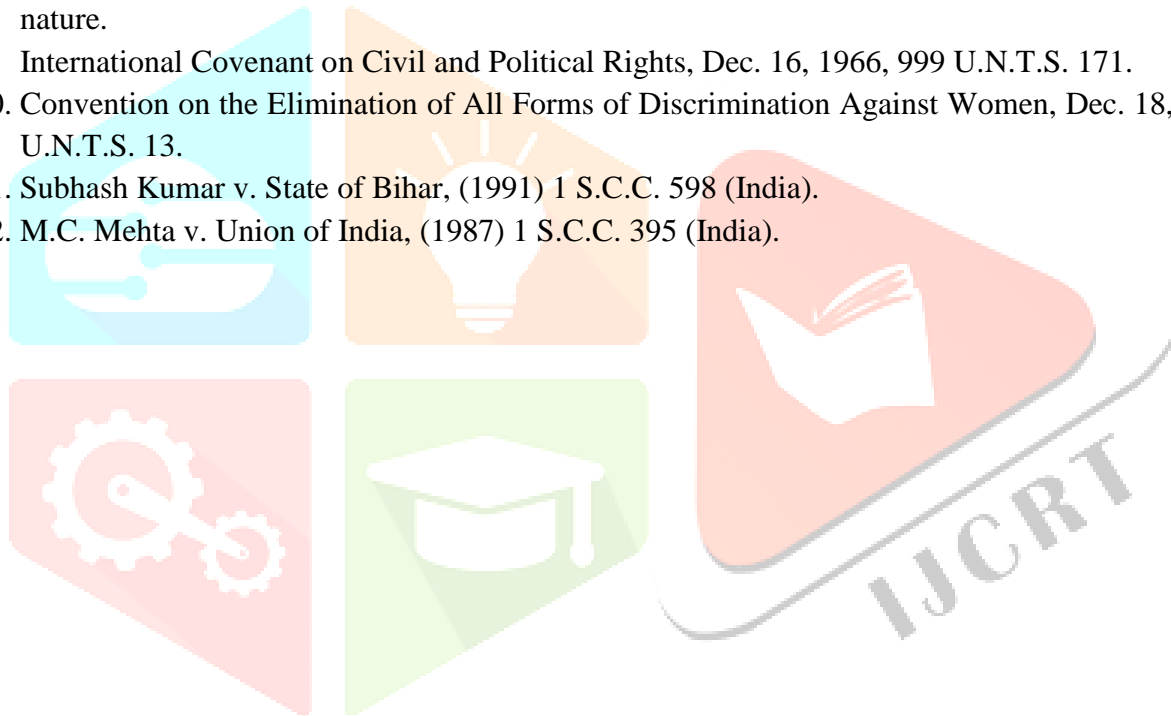 nature.
International Covenant on Civil and Political Rights, Dec. 16, 1966, 999 U.N.T.S. 171.
. Convention on the Elimination of All Forms of Discrimination Against Women, Dec. 18,
U.N.T.S. 13.
. Subhash Kumar v. State of Bihar, (1991) 1 S.C.C. 598 (India).
. M.C. Mehta v. Union of India, (1987) 1 S.C.C. 395 (India).
IJCRT